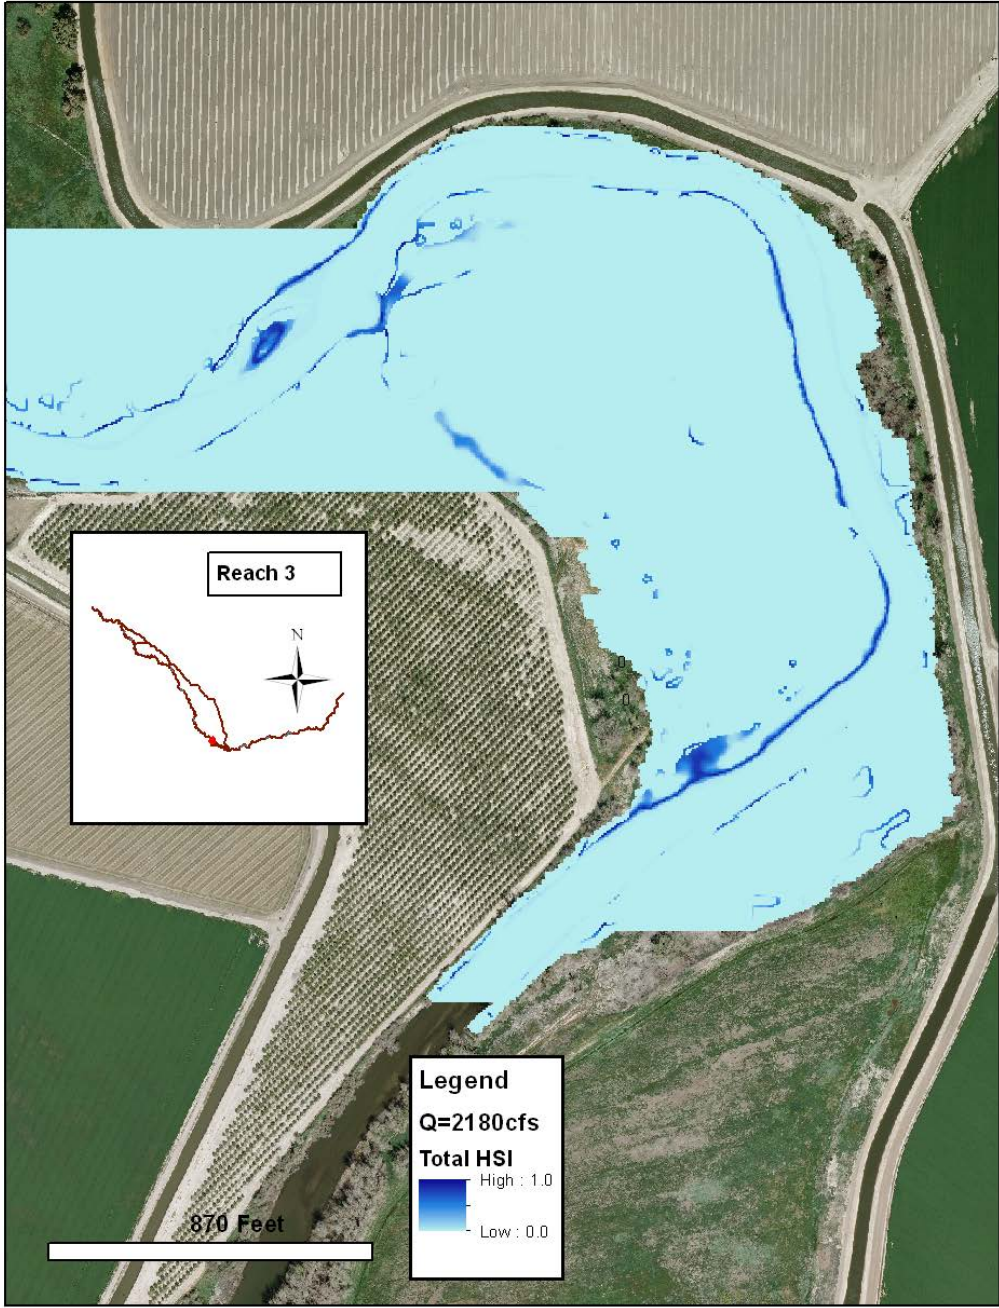 Reach 3
N
Legend
Q=2180cfs
Total HSI
High : 1.0
Low : 0.0
870 Feet